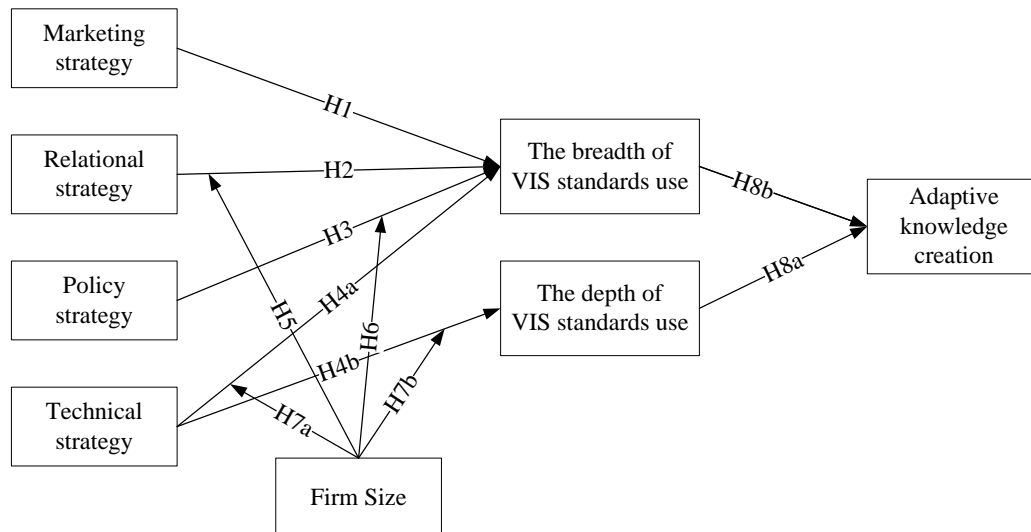 Marketing
strategy
H1
Relational
strategy
H2
The breadth of
VIS standards use
H8b
Adaptive
knowledge
creation
H3
Policy
strategy
H4a
H5
H6
The depth of
VIS standards use
H8a
H4b
H7b
Technical
strategy
H7a
Firm Size